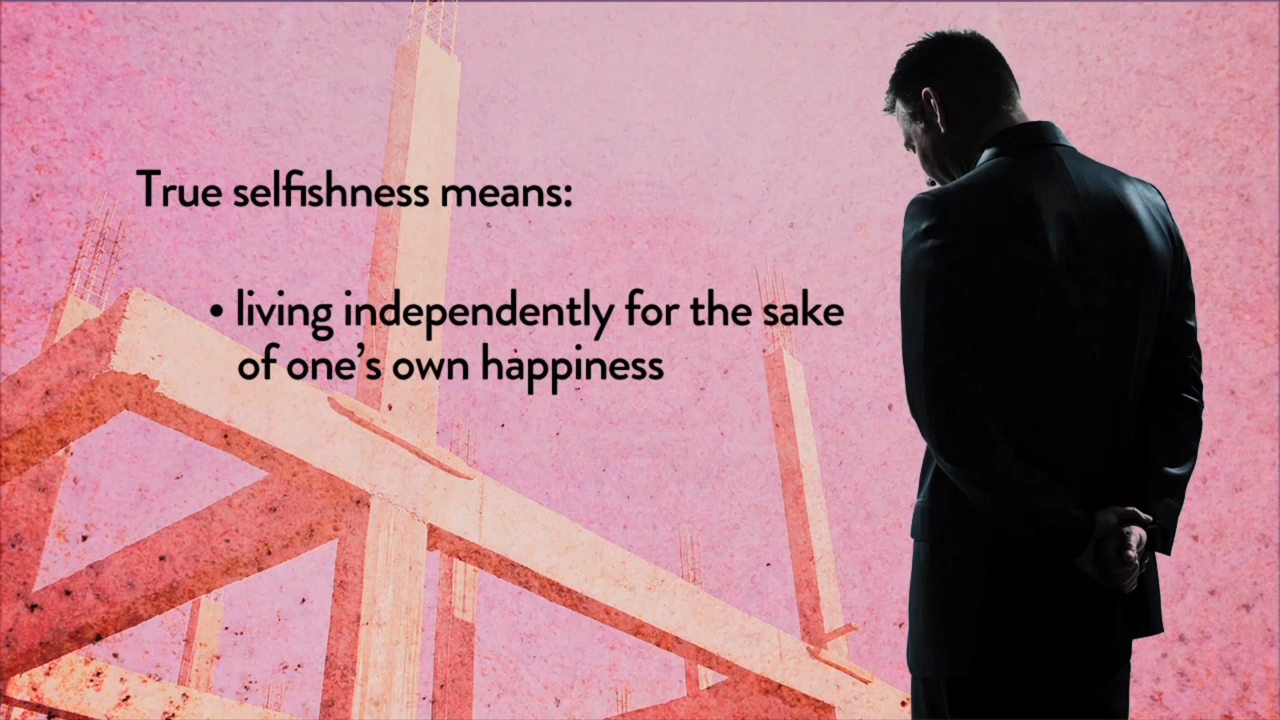 True selfishness means:
• living independently for the sake
of one’s own happiness